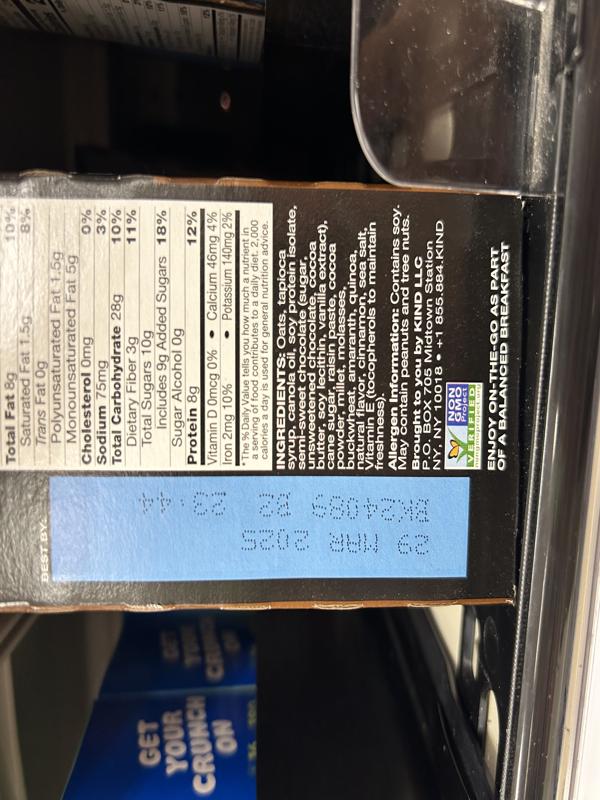 Total Fat 8g 10%
Saturated Fat 1.5g 8%
Trans Fat 0g
Polyunsaturated Fat 1.5g
Monounsaturated Fat 5g
Cholesterol 0mg 0%
Sodium 75mg 3%
Total Carbohydrate 28g 10%
Dietary Fiber 3g 11%
Total Sugars 10g
Includes 9g Added Sugars 18%
Sugar Alcohol 0g
Protein 8g 12%
Vitamin D 0mcg 0% • Calcium 46mg 4%
Iron 2mg 10% • Potassium 140mg 2%
*The % Daily Value tells you how much a nutrient in
a serving of food contributes to a daily diet. 2,000
calories a day is used for general nutrition advice.
INGREDIENTS: Oats, tapioca
syrup, canola oil, soy protein isolate,
semi-sweet chocolate (sugar,
unsweetened chocolate, cocoa
butter, soy lecithin, vanilla extract),
cane sugar, raisin paste, cocoa
powder, millet, molasses,
buckwheat, amaranth, quinoa,
natural flavor, cinnamon, sea salt,
Vitamin E (tocopherols to maintain
freshness).
Allergen Information: Contains soy.
May contain peanuts and tree nuts.
Brought to you by KIND LLC
P.O. BOX 705 Midtown Station
NY, NY 10018 • +1 855.884.KIND
NON
GMO
Project
VERIFIED
nongmoproject.org
ENJOY ON-THE-GO AS PART
OF A BALANCED BREAKFAST
BEST BY:
29 MAR 2025
BK24089 B2 23:44
GET
YOUR
CRUNCH
ON
GET
YOUR
CRUNCH
ON